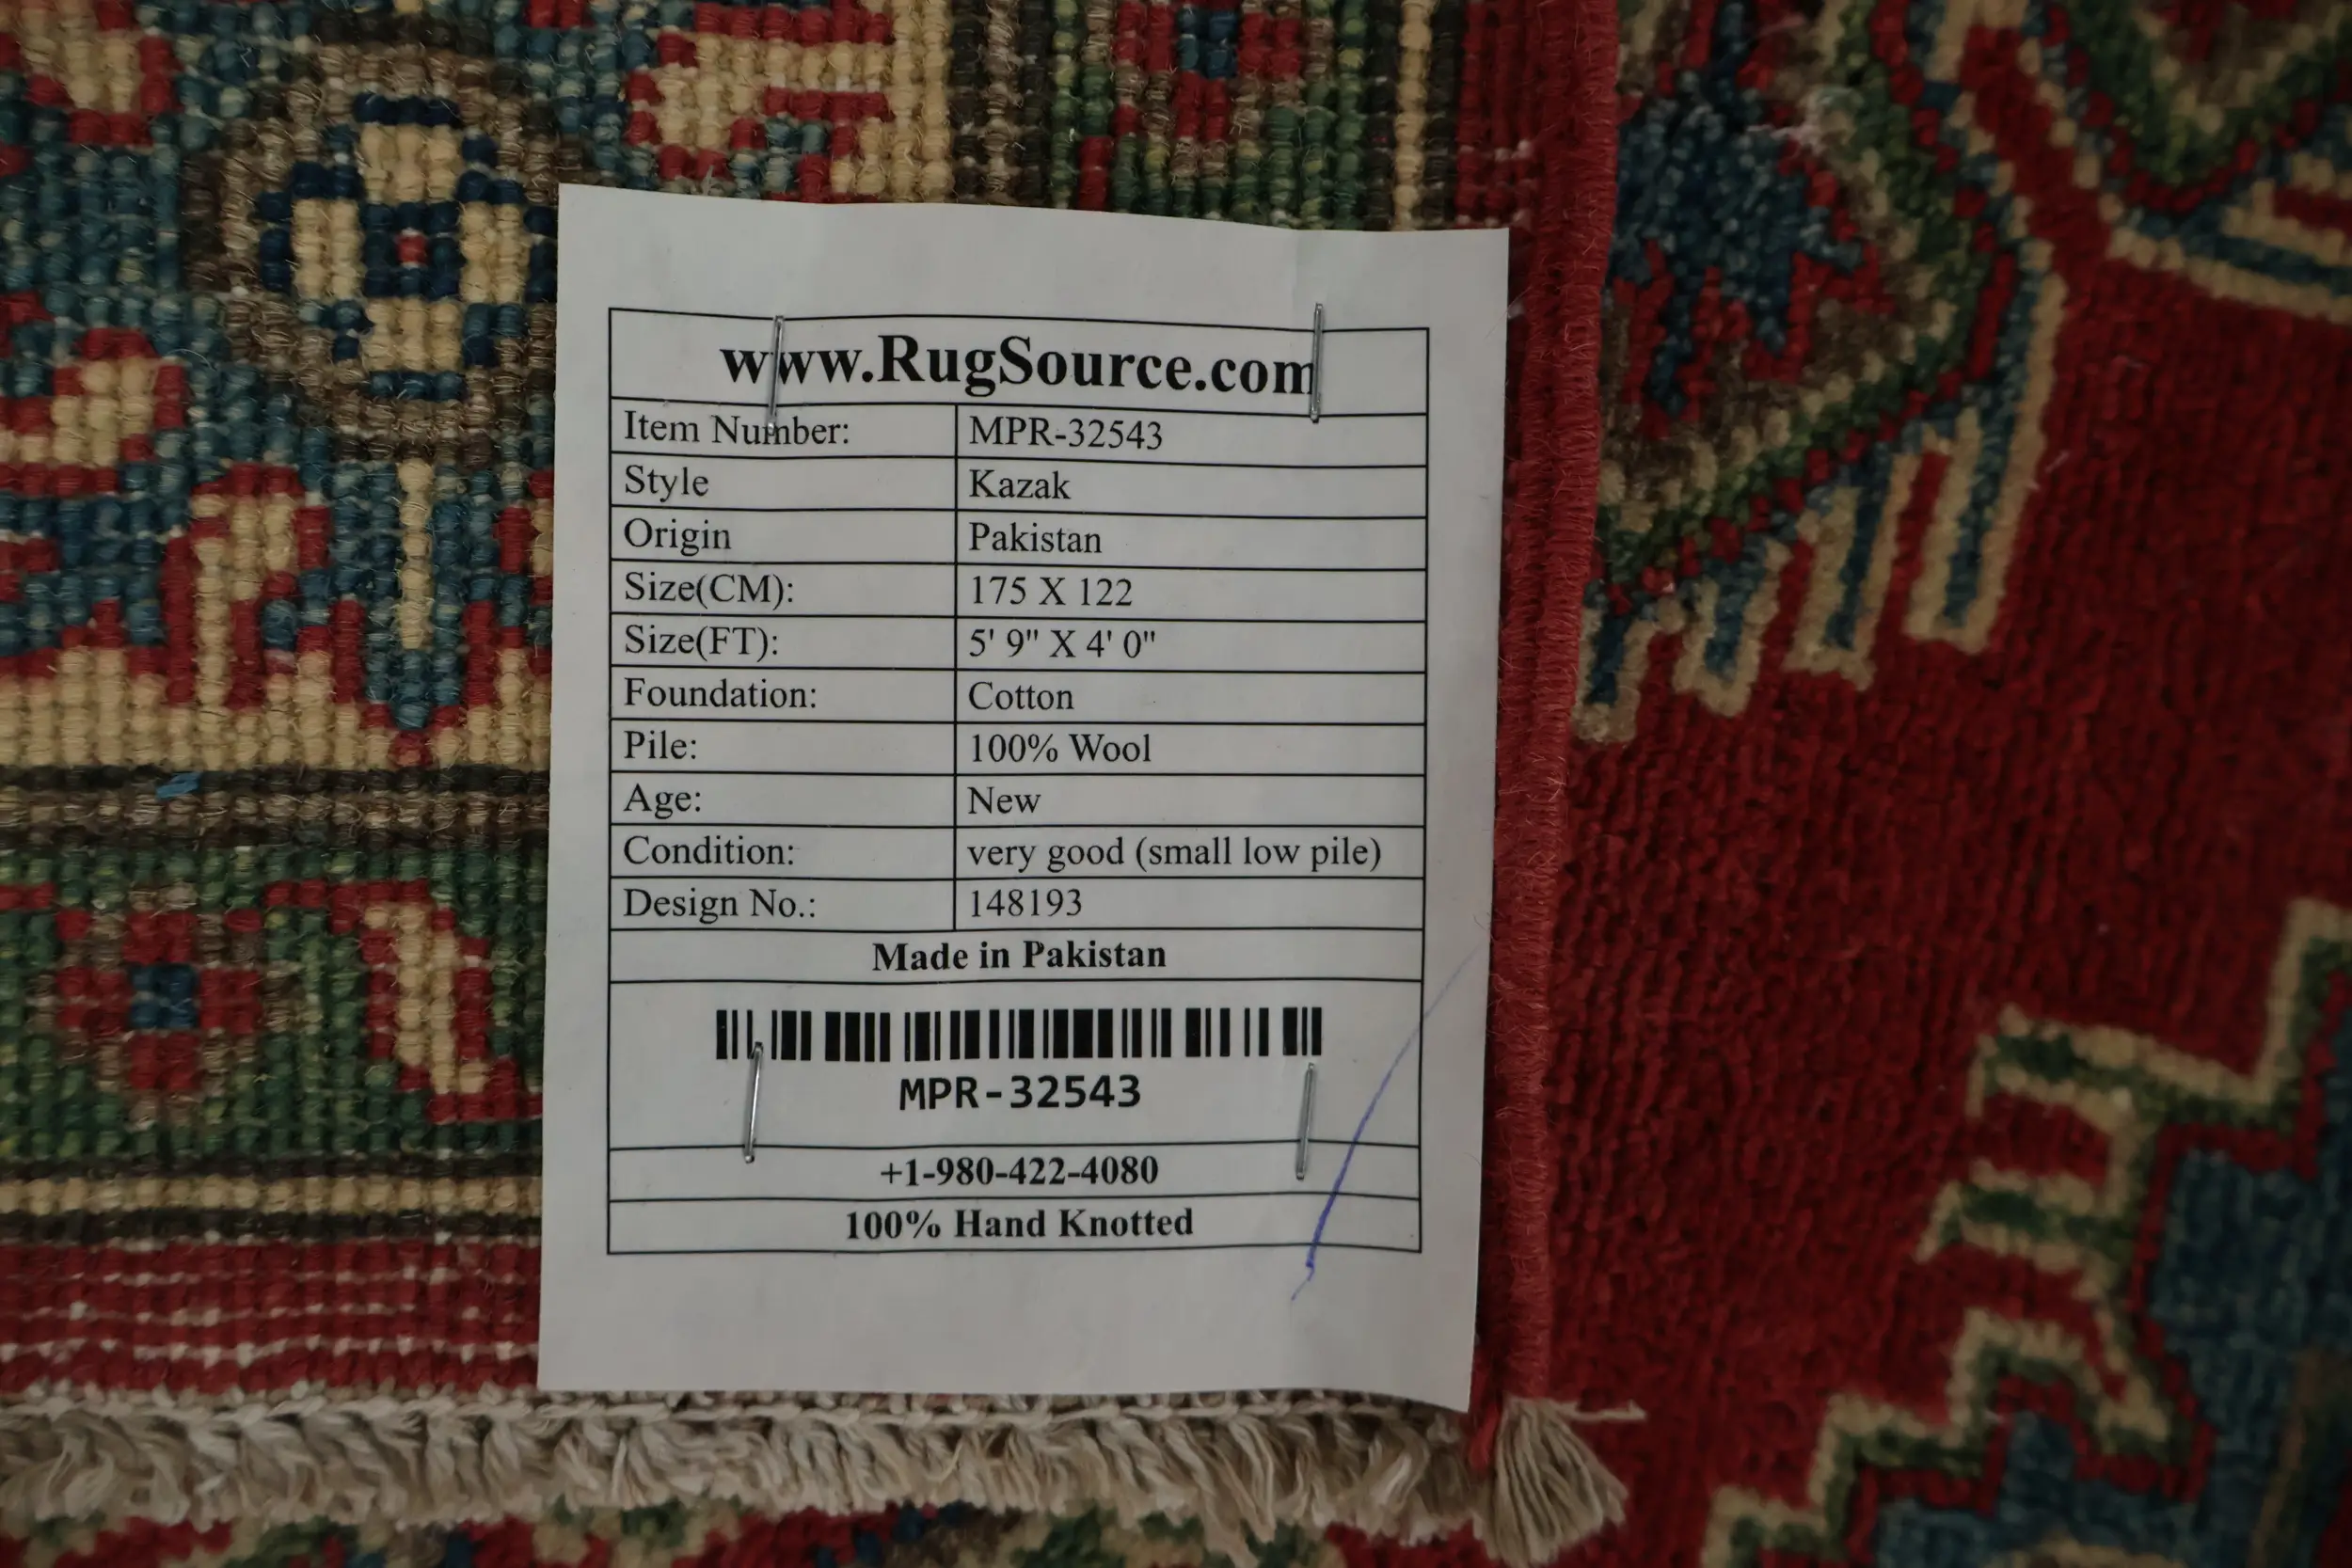 www.RugSource.com
Item Number: MPR-32543
Style Kazak
Origin Pakistan
Size(CM): 175 X 122
Size(FT): 5' 9" X 4' 0"
Foundation: Cotton
Pile: 100% Wool
Age: New
Condition: very good (small low pile)
Design No.: 148193
Made in Pakistan
MPR-32543
+1-980-422-4080
100% Hand Knotted